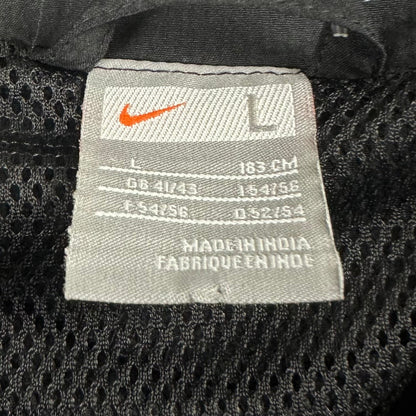 L
L 183 CM
GB 41/43 I 54/56
F 54/56 D 52/54
MADE IN INDIA
FABRIQUE EN INDE